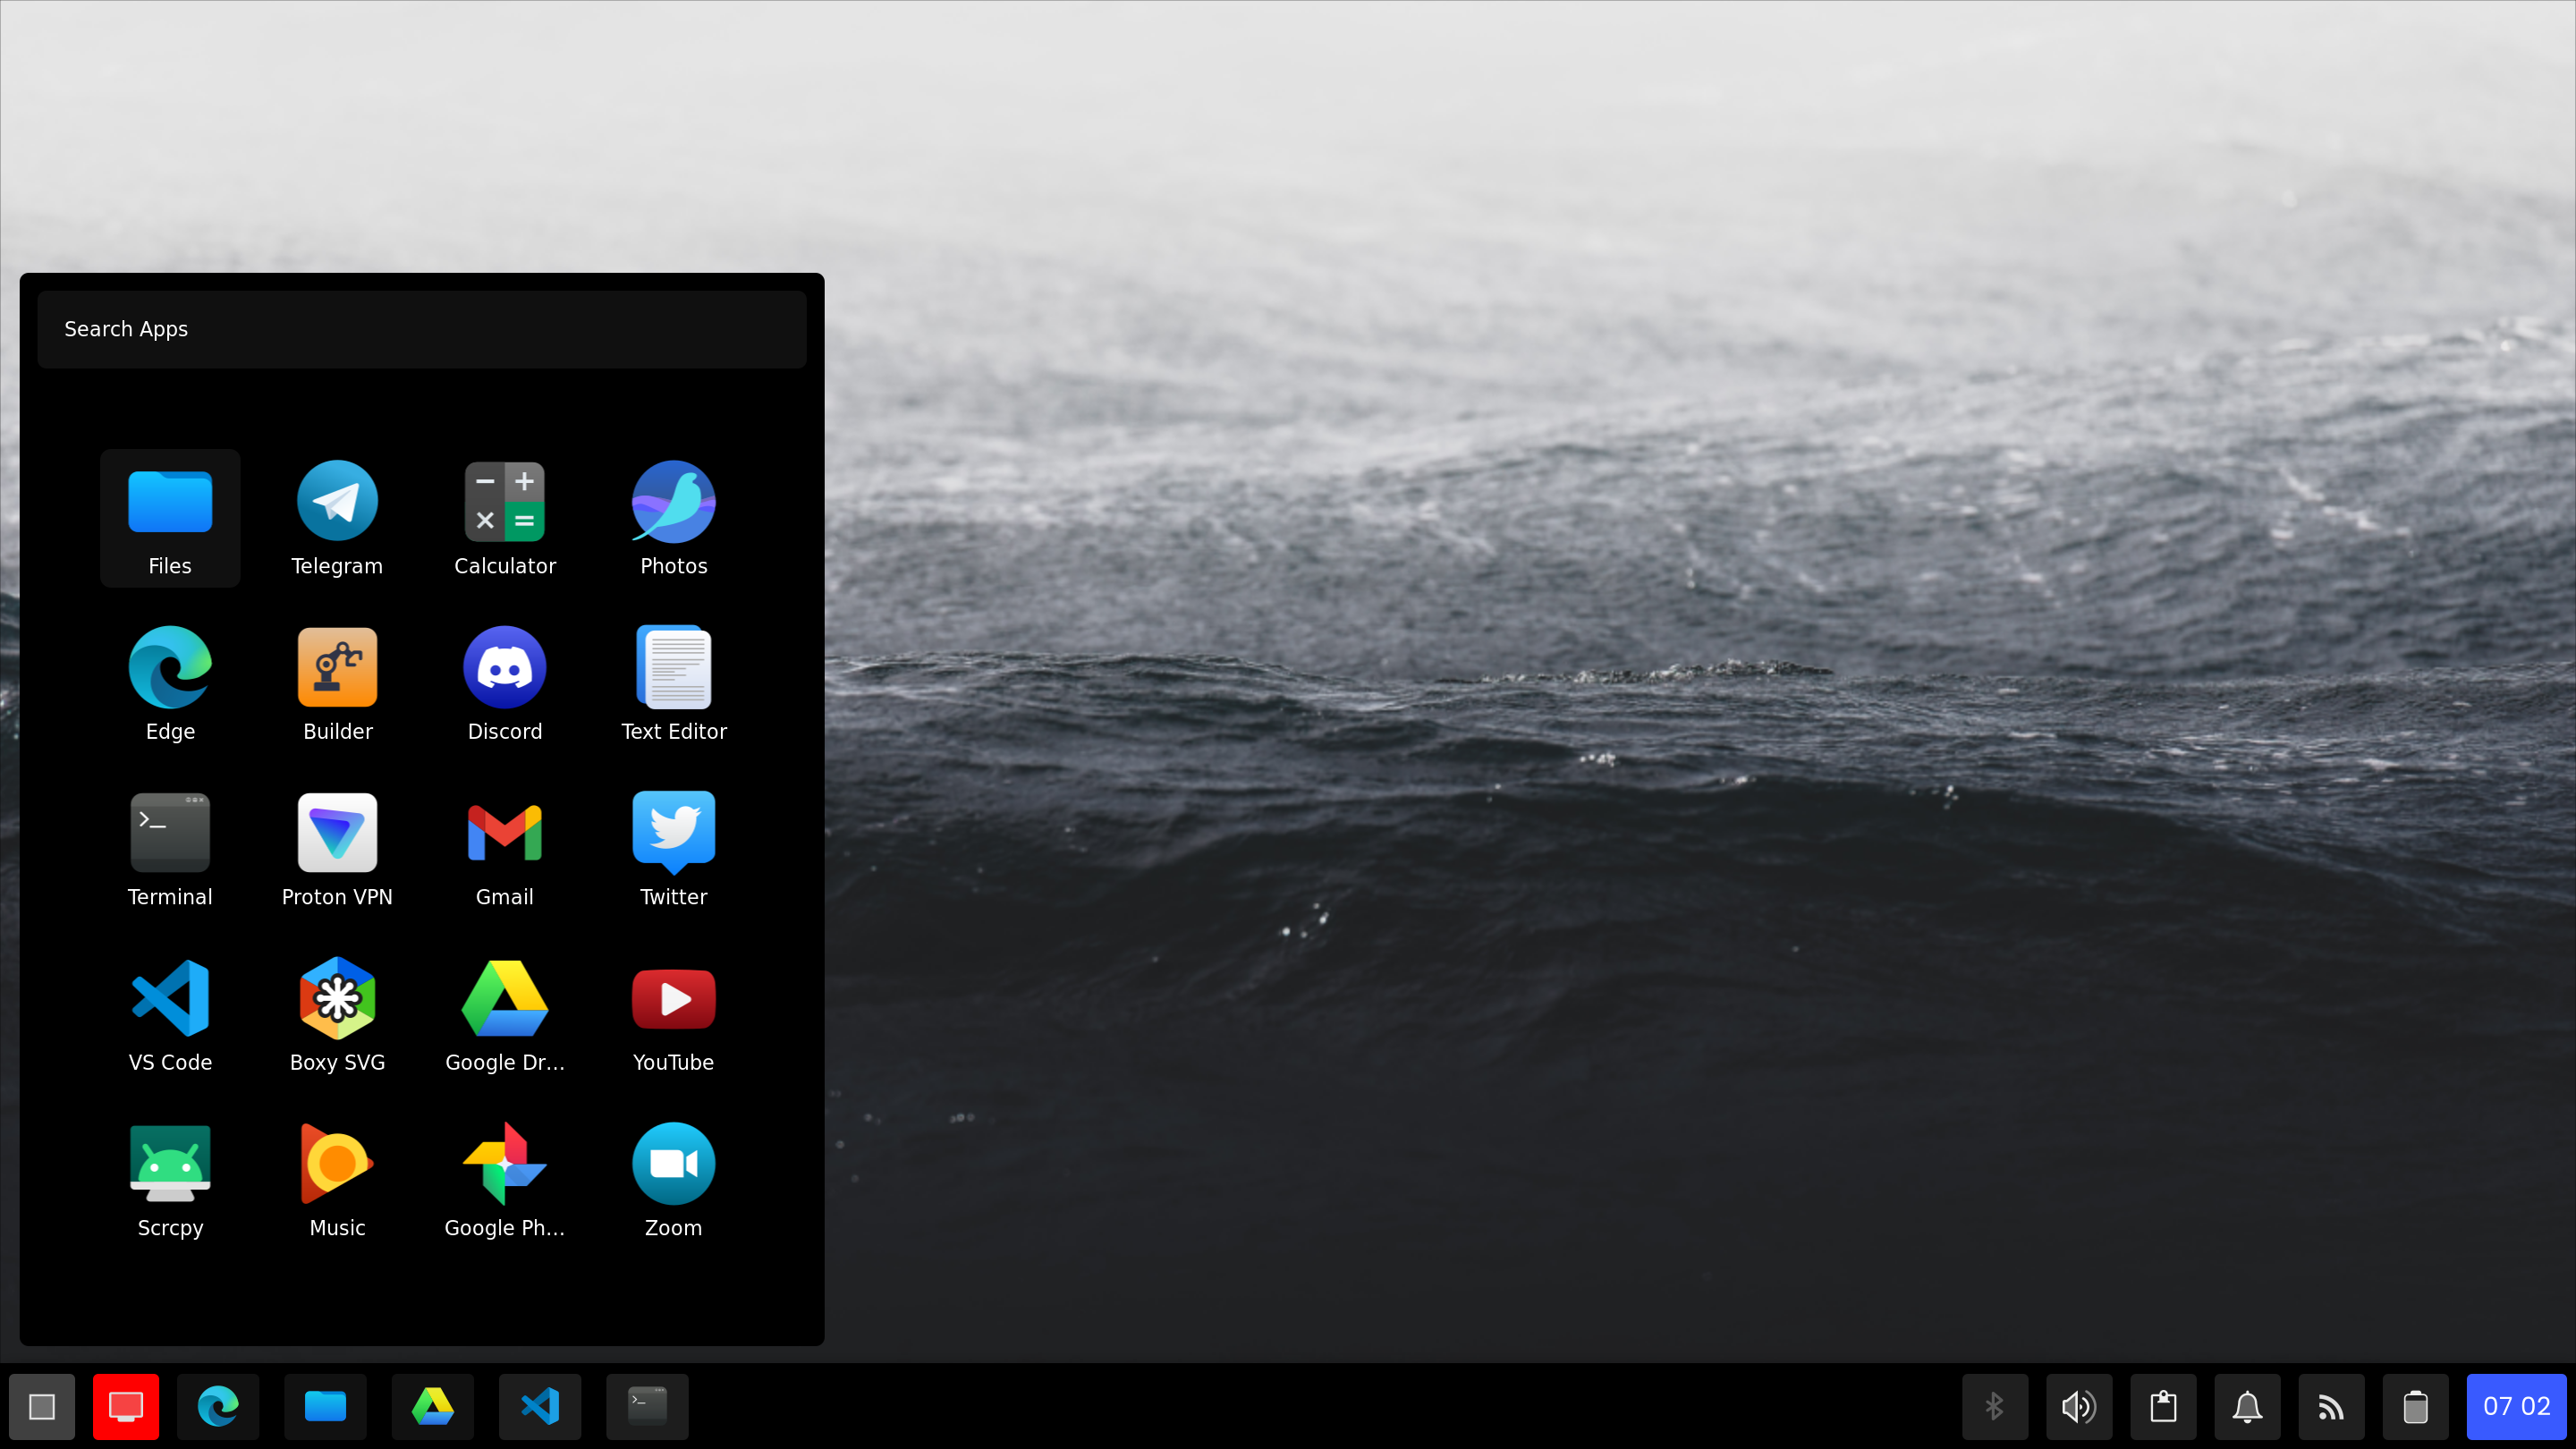 Search Apps
Files Telegram Calculator Photos
Edge Builder Discord Text Editor
Terminal Proton VPN Gmail Twitter
VS Code Boxy SVG Google Dr... YouTube
Scrcpy Music Google Ph... Zoom
07 02